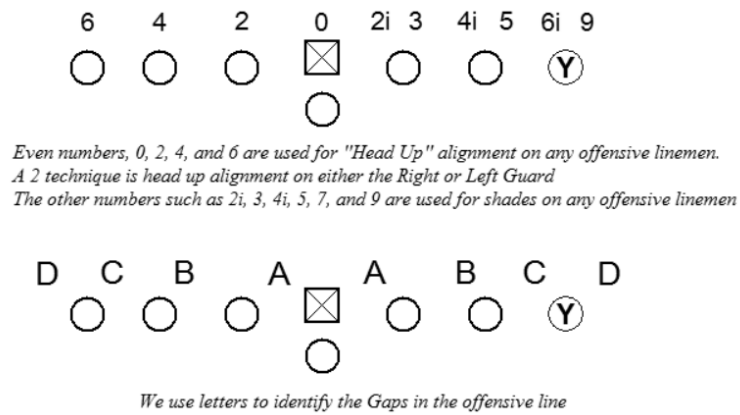 6 4 2 0 2i 3 4i 5 6i 9
Y
Even numbers, 0, 2, 4, and 6 are used for "Head Up" alignment on any offensive linemen.
A 2 technique is head up alignment on either the Right or Left Guard
The other numbers such as 2i, 3, 4i, 5, 7, and 9 are used for shades on any offensive linemen
D C B A A B C D
Y
We use letters to identify the Gaps in the offensive line